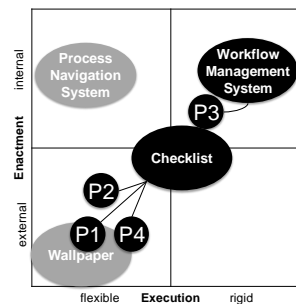 internal
Enactment
external
Process
Navigation
System
Workflow
Management
System
P3
Checklist
P2
P1
P4
Wallpaper
flexible Execution rigid